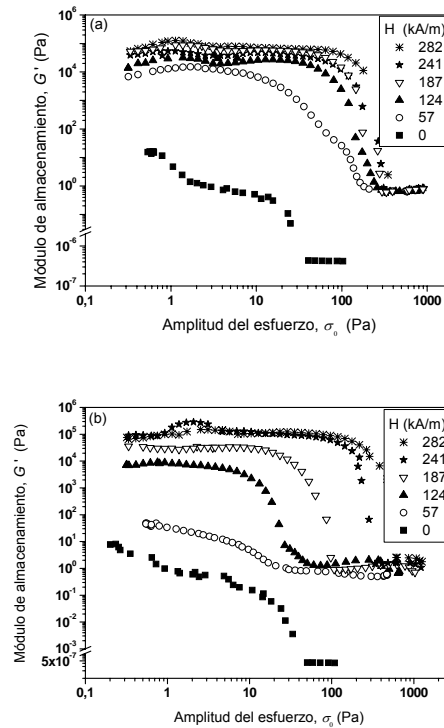 (a)
H (kA/m)
282
241
187
124
57
0
10⁶
10⁴
10²
10⁰
10⁻⁶
10⁻⁷
Módulo de almacenamiento, G' (Pa)
0,1 1 10 100 1000
Amplitud del esfuerzo, σ₀ (Pa)
(b)
H (kA/m)
282
241
187
124
57
0
10⁶
10⁵
10⁴
10³
10²
10¹
10⁰
10⁻¹
10⁻²
10⁻³
5x10⁻⁷
Módulo de almacenamiento, G' (Pa)
0,1 1 10 100 1000
Amplitud del esfuerzo, σ₀ (Pa)